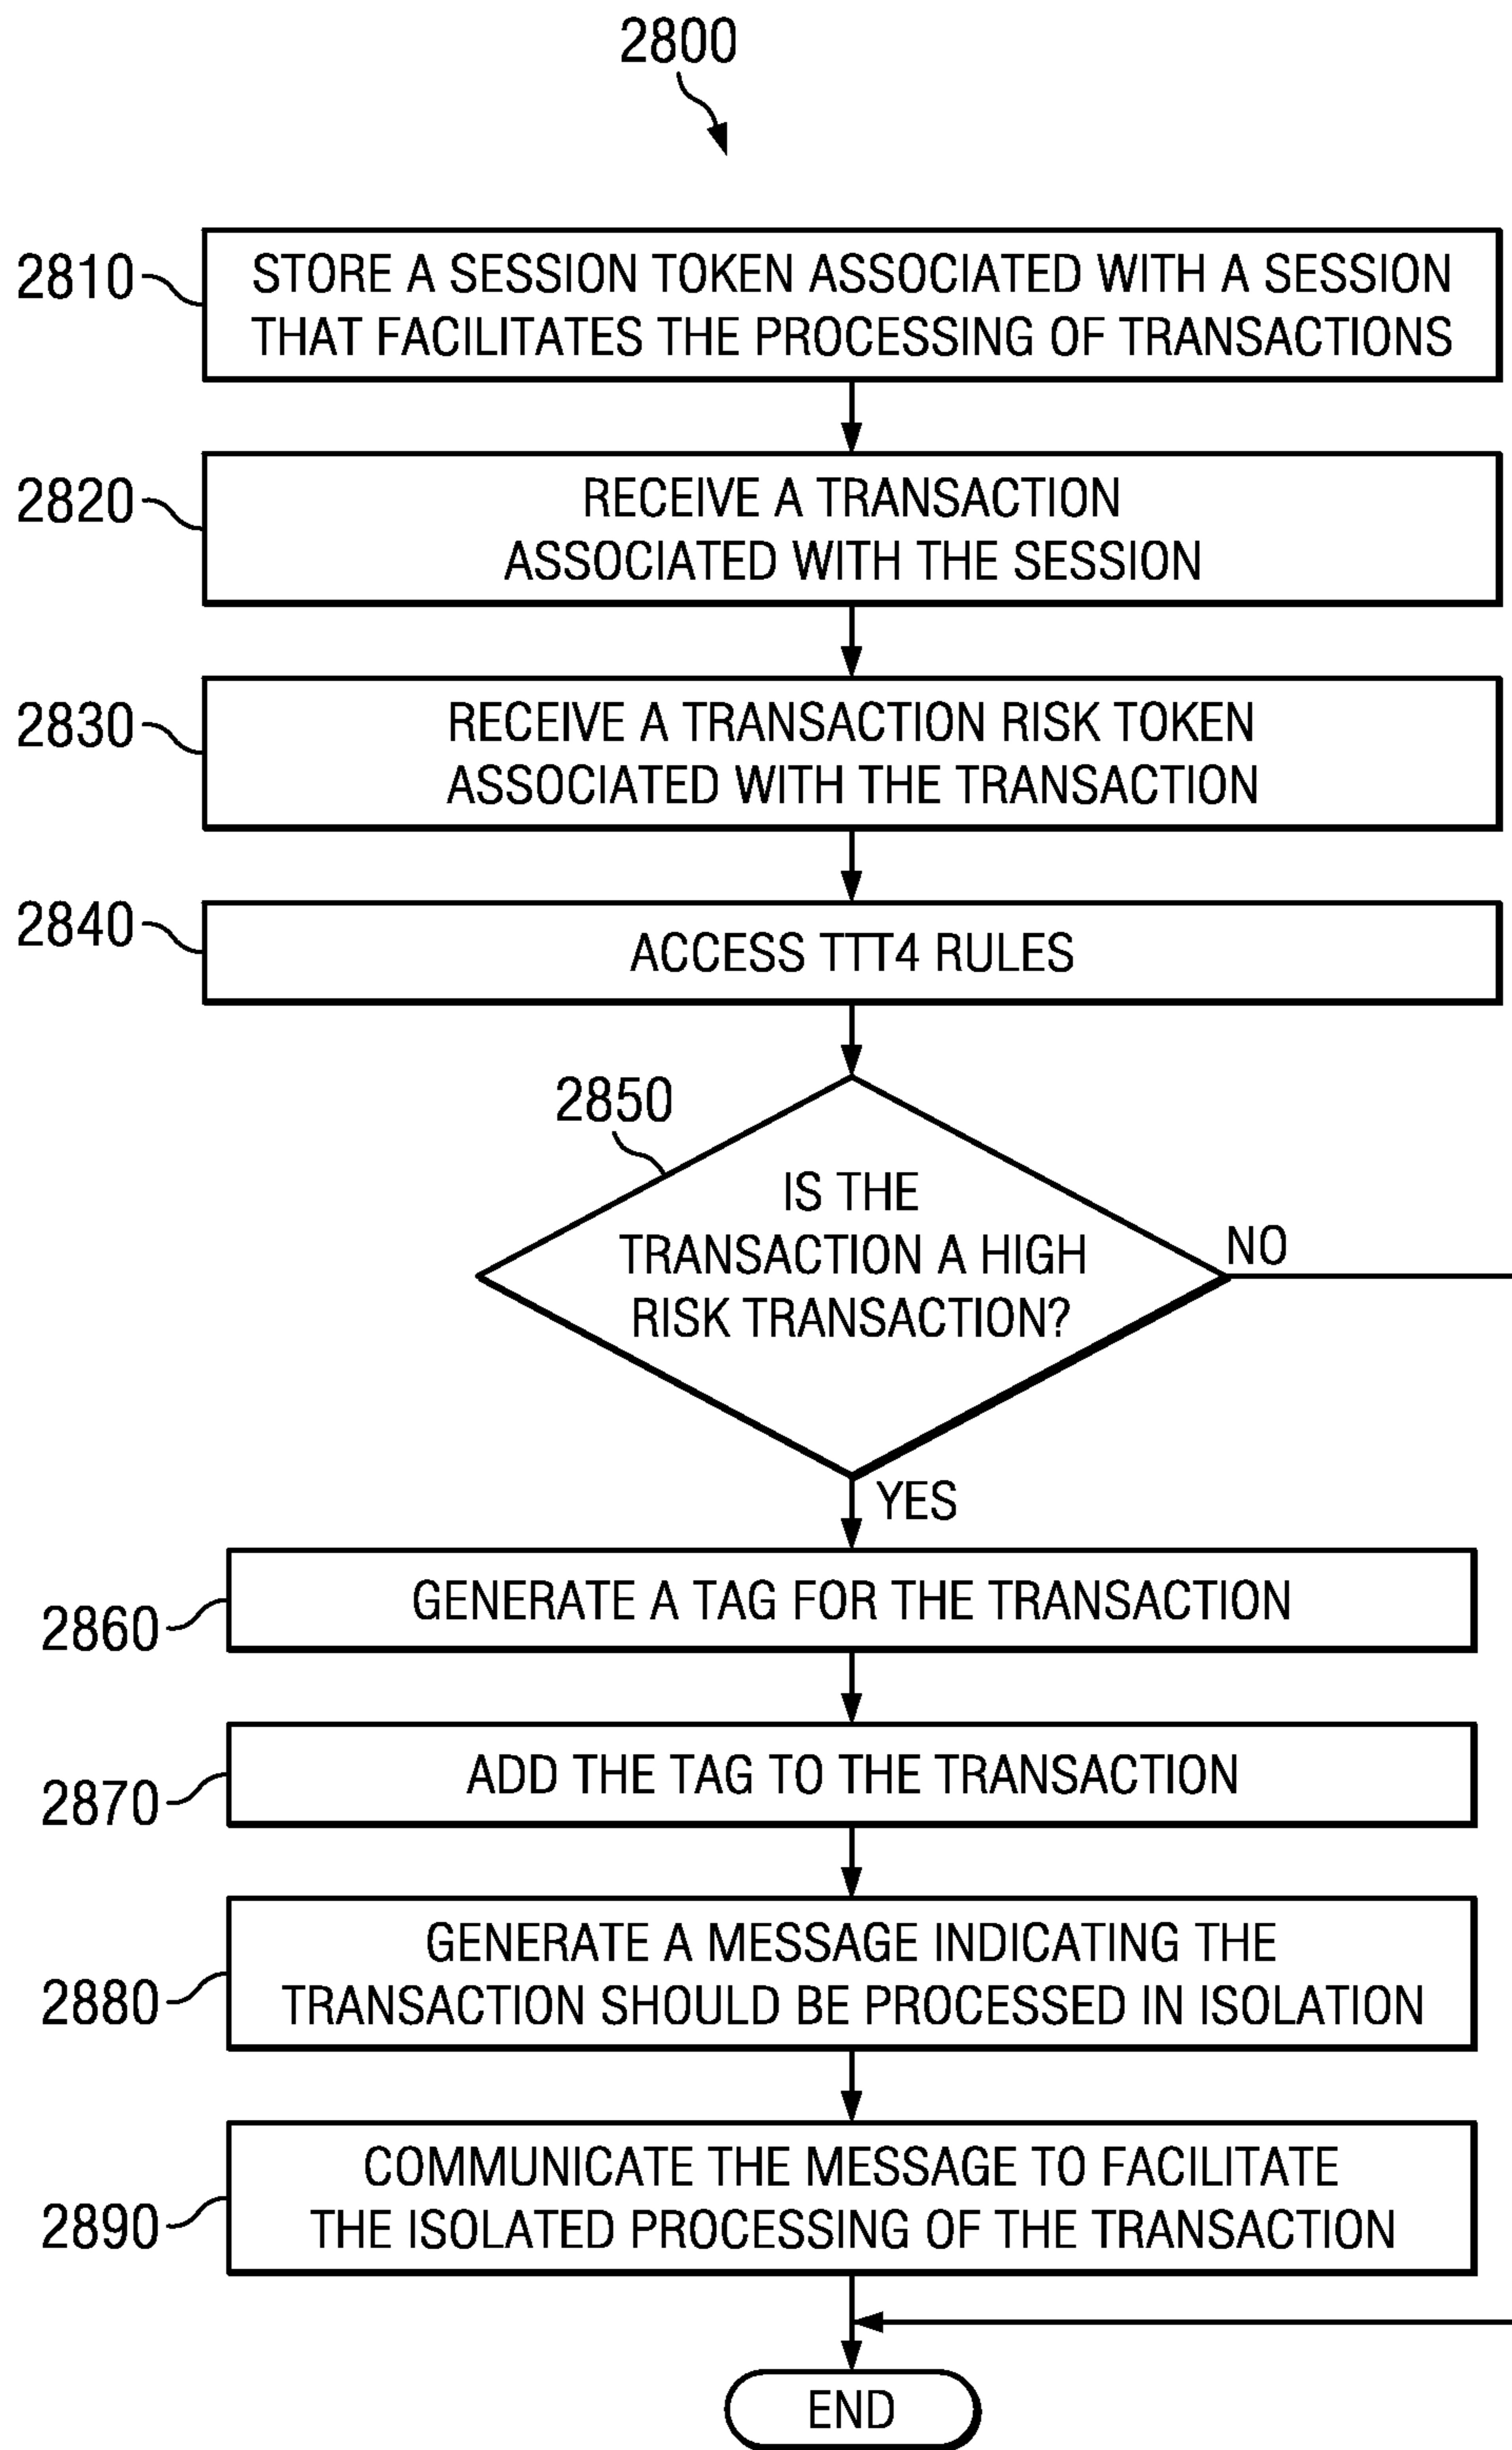 2800
2810
STORE A SESSION TOKEN ASSOCIATED WITH A SESSION
THAT FACILITATES THE PROCESSING OF TRANSACTIONS
2820
RECEIVE A TRANSACTION
ASSOCIATED WITH THE SESSION
2830
RECEIVE A TRANSACTION RISK TOKEN
ASSOCIATED WITH THE TRANSACTION
2840
ACCESS TTT4 RULES
2850
IS THE
TRANSACTION A HIGH
RISK TRANSACTION?
NO
YES
2860
GENERATE A TAG FOR THE TRANSACTION
2870
ADD THE TAG TO THE TRANSACTION
2880
GENERATE A MESSAGE INDICATING THE
TRANSACTION SHOULD BE PROCESSED IN ISOLATION
2890
COMMUNICATE THE MESSAGE TO FACILITATE
THE ISOLATED PROCESSING OF THE TRANSACTION
END